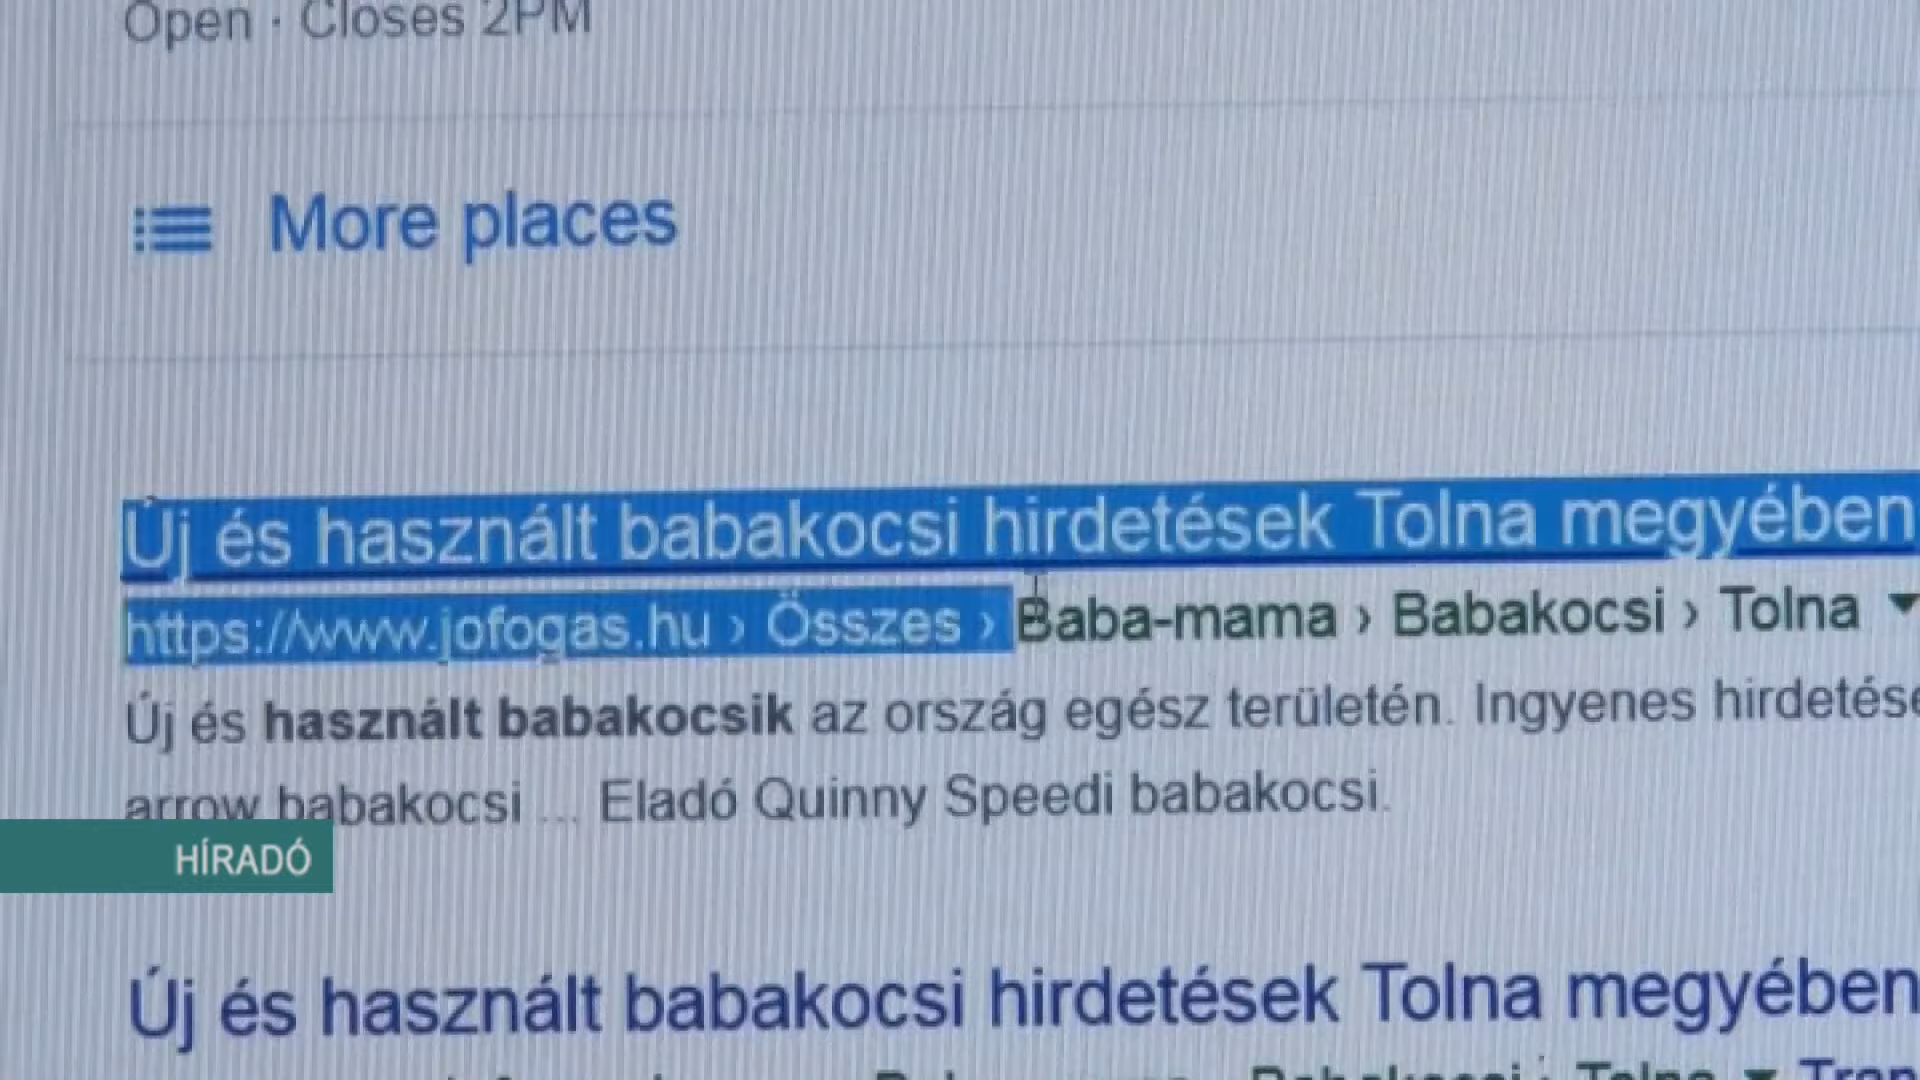 Open · Closes 2PM
More places
Új és használt babakocsi hirdetések Tolna megyében
https://www.jofogas.hu › Összes › Baba-mama › Babakocsi › Tolna
Új és használt babakocsik az ország egész területén. Ingyenes
arrow babakocsi ... Eladó Quinny Speedi babakocsi.
HÍRADÓ
Új és használt babakocsi hirdetések Tolna megyében